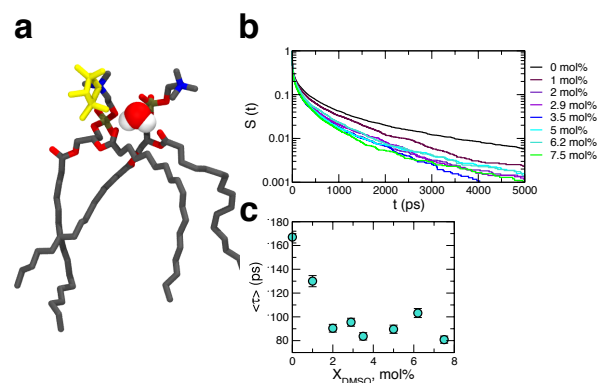 a
b
S (t)
1
0.1
0.01
0.001
0 1000 2000 3000 4000 5000
t (ps)
0 mol%
1 mol%
2 mol%
2.9 mol%
3.5 mol%
5 mol%
6.2 mol%
7.5 mol%
c
<τ> (ps)
180
160
140
120
100
80
0 2 4 6 8
X_DMSO, mol%